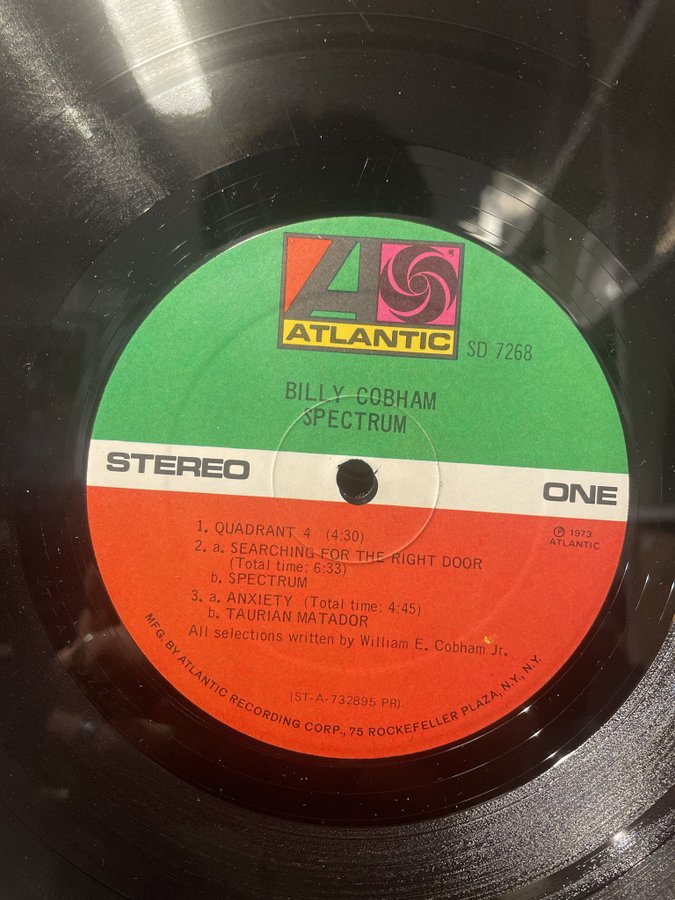 ATLANTIC
SD 7268
BILLY COBHAM
SPECTRUM
STEREO
ONE
1. QUADRANT 4 (4:30)
2. a. SEARCHING FOR THE RIGHT DOOR
(Total time: 6:33)
b. SPECTRUM
3. a. ANXIETY (Total time: 4:45)
b. TAURIAN MATADOR
All selections written by William E. Cobham Jr.
℗ 1973
ATLANTIC
(ST-A-732895 PR)
MFG. BY ATLANTIC RECORDING CORP., 75 ROCKEFELLER PLAZA, N.Y., N.Y.